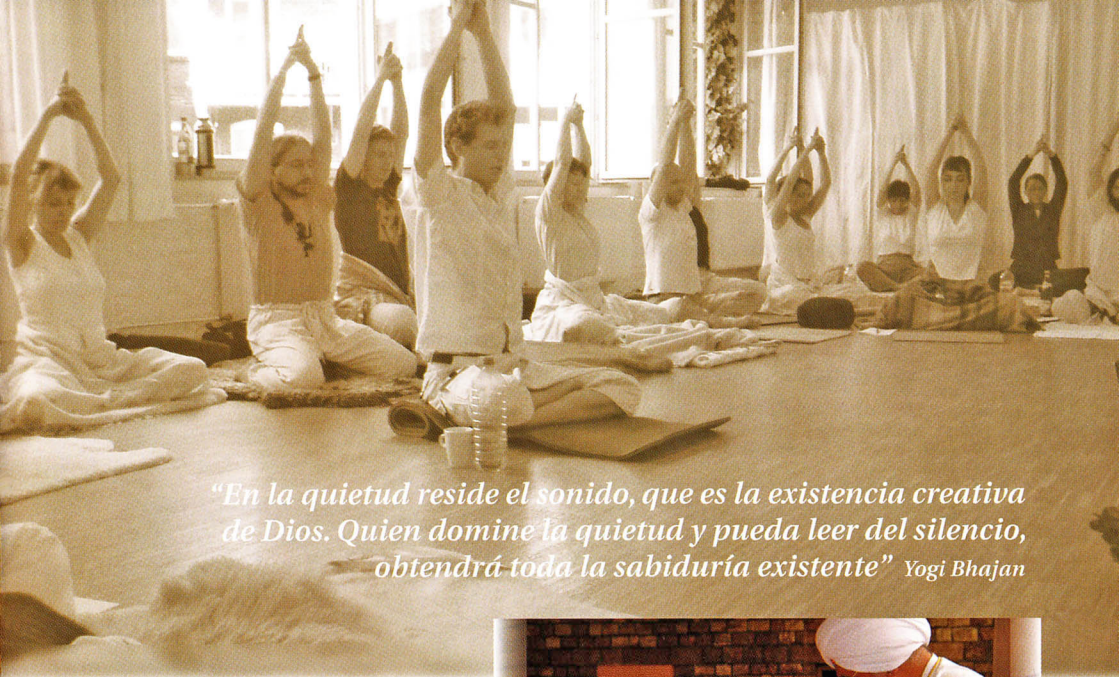 “En la quietud reside el sonido, que es la existencia creativa
de Dios. Quien domine la quietud y pueda leer del silencio,
obtendrá toda la sabiduría existente” Yogi Bhajan